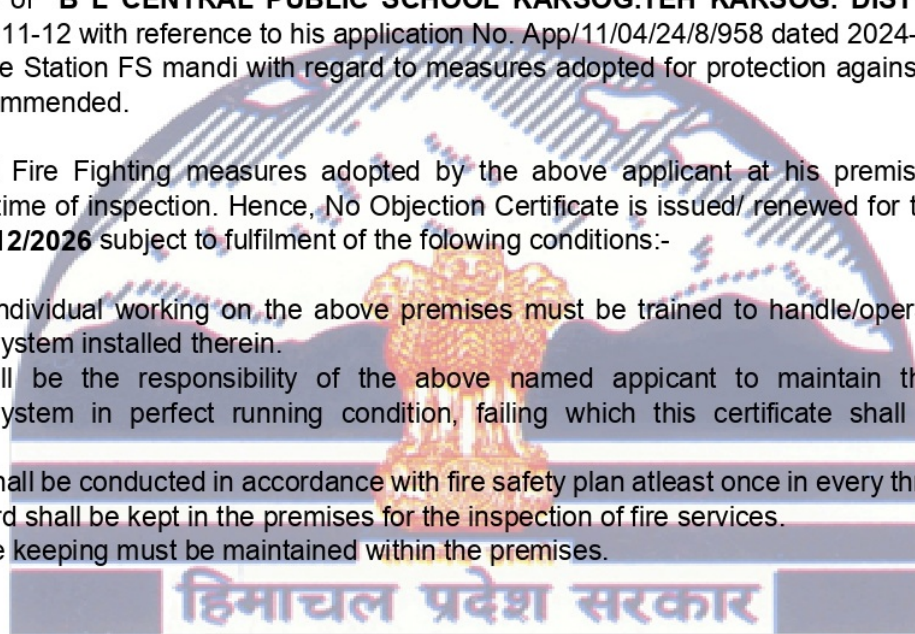 of "B L CENTRAL PUBLIC SCHOOL KARSOG.TEH KARSOG. DIST
11-12 with reference to his application No. App/11/04/24/8/958 dated 2024-
e Station FS mandi with regard to measures adopted for protection agains
ommended.
Fire Fighting measures adopted by the above applicant at his premis
time of inspection. Hence, No Objection Certificate is issued/ renewed for t
12/2026 subject to fulfilment of the folowing conditions:-
ndividual working on the above premises must be trained to handle/oper
ystem installed therein.
ll be the responsibility of the above named appicant to maintain th
ystem in perfect running condition, failing which this certificate shall
hall be conducted in accordance with fire safety plan atleast once in every thr
rd shall be kept in the premises for the inspection of fire services.
e keeping must be maintained within the premises.
हिमाचल प्रदेश सरकार